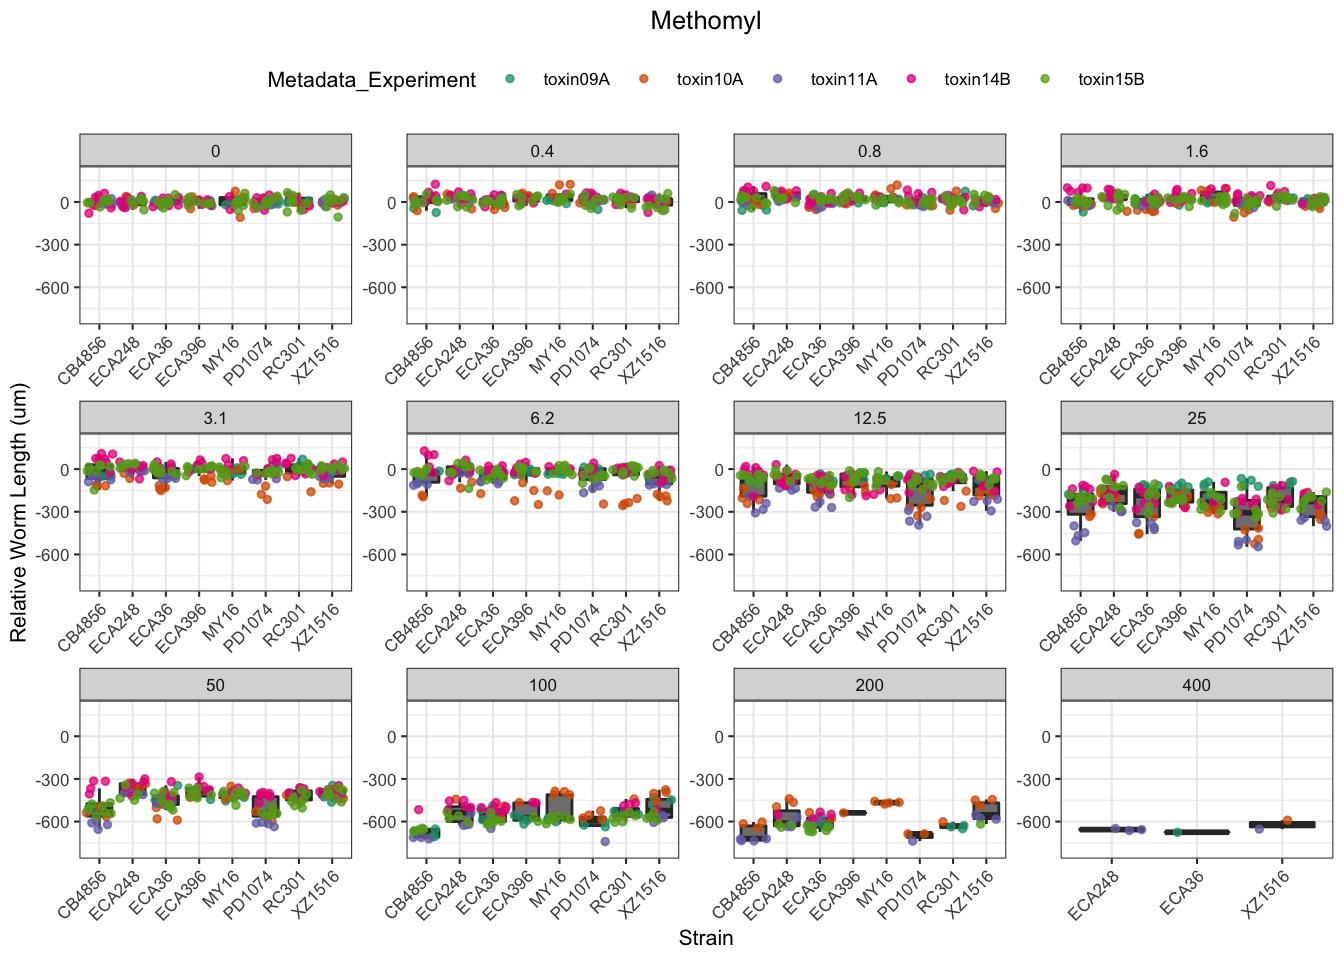 Methomyl
Metadata_Experiment toxin09A toxin10A toxin11A toxin14B toxin15B
0 0.4 0.8 1.6
0 0 0 0
-300 -300 -300 -300
-600 -600 -600 -600
CB4856 ECA248 ECA36 ECA396 MY16 PD1074 RC301 XZ1516 CB4856 ECA248 ECA36 ECA396 MY16 PD1074 RC301 XZ1516 CB4856 ECA248 ECA36 ECA396 MY16 PD1074 RC301 XZ1516 CB4856 ECA248 ECA36 ECA396 MY16 PD1074 RC301 XZ1516
Relative Worm Length (um)
3.1 6.2 12.5 25
0 0 0 0
-300 -300 -300 -300
-600 -600 -600 -600
CB4856 ECA248 ECA36 ECA396 MY16 PD1074 RC301 XZ1516 CB4856 ECA248 ECA36 ECA396 MY16 PD1074 RC301 XZ1516 CB4856 ECA248 ECA36 ECA396 MY16 PD1074 RC301 XZ1516 CB4856 ECA248 ECA36 ECA396 MY16 PD1074 RC301 XZ1516
50 100 200 400
0 0 0 0
-300 -300 -300 -300
-600 -600 -600 -600
CB4856 ECA248 ECA36 ECA396 MY16 PD1074 RC301 XZ1516 CB4856 ECA248 ECA36 ECA396 MY16 PD1074 RC301 XZ1516 CB4856 ECA248 ECA36 ECA396 MY16 PD1074 RC301 XZ1516 ECA248 ECA36 XZ1516
Strain